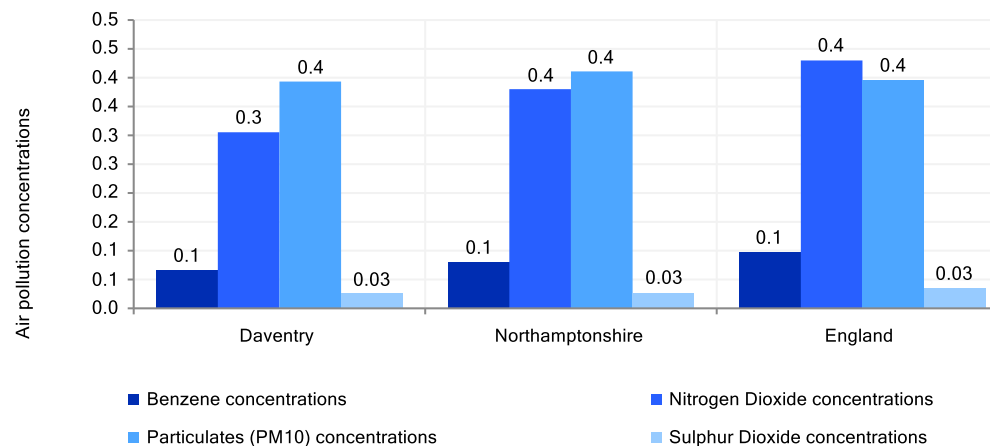 Air pollution concentrations
0.5
0.5
0.4
0.4
0.3
0.3
0.2
0.2
0.1
0.1
0.0
0.1
0.3
0.4
0.03
0.1
0.4
0.4
0.03
0.1
0.4
0.4
0.03
Daventry
Northamptonshire
England
Benzene concentrations
Nitrogen Dioxide concentrations
Particulates (PM10) concentrations
Sulphur Dioxide concentrations